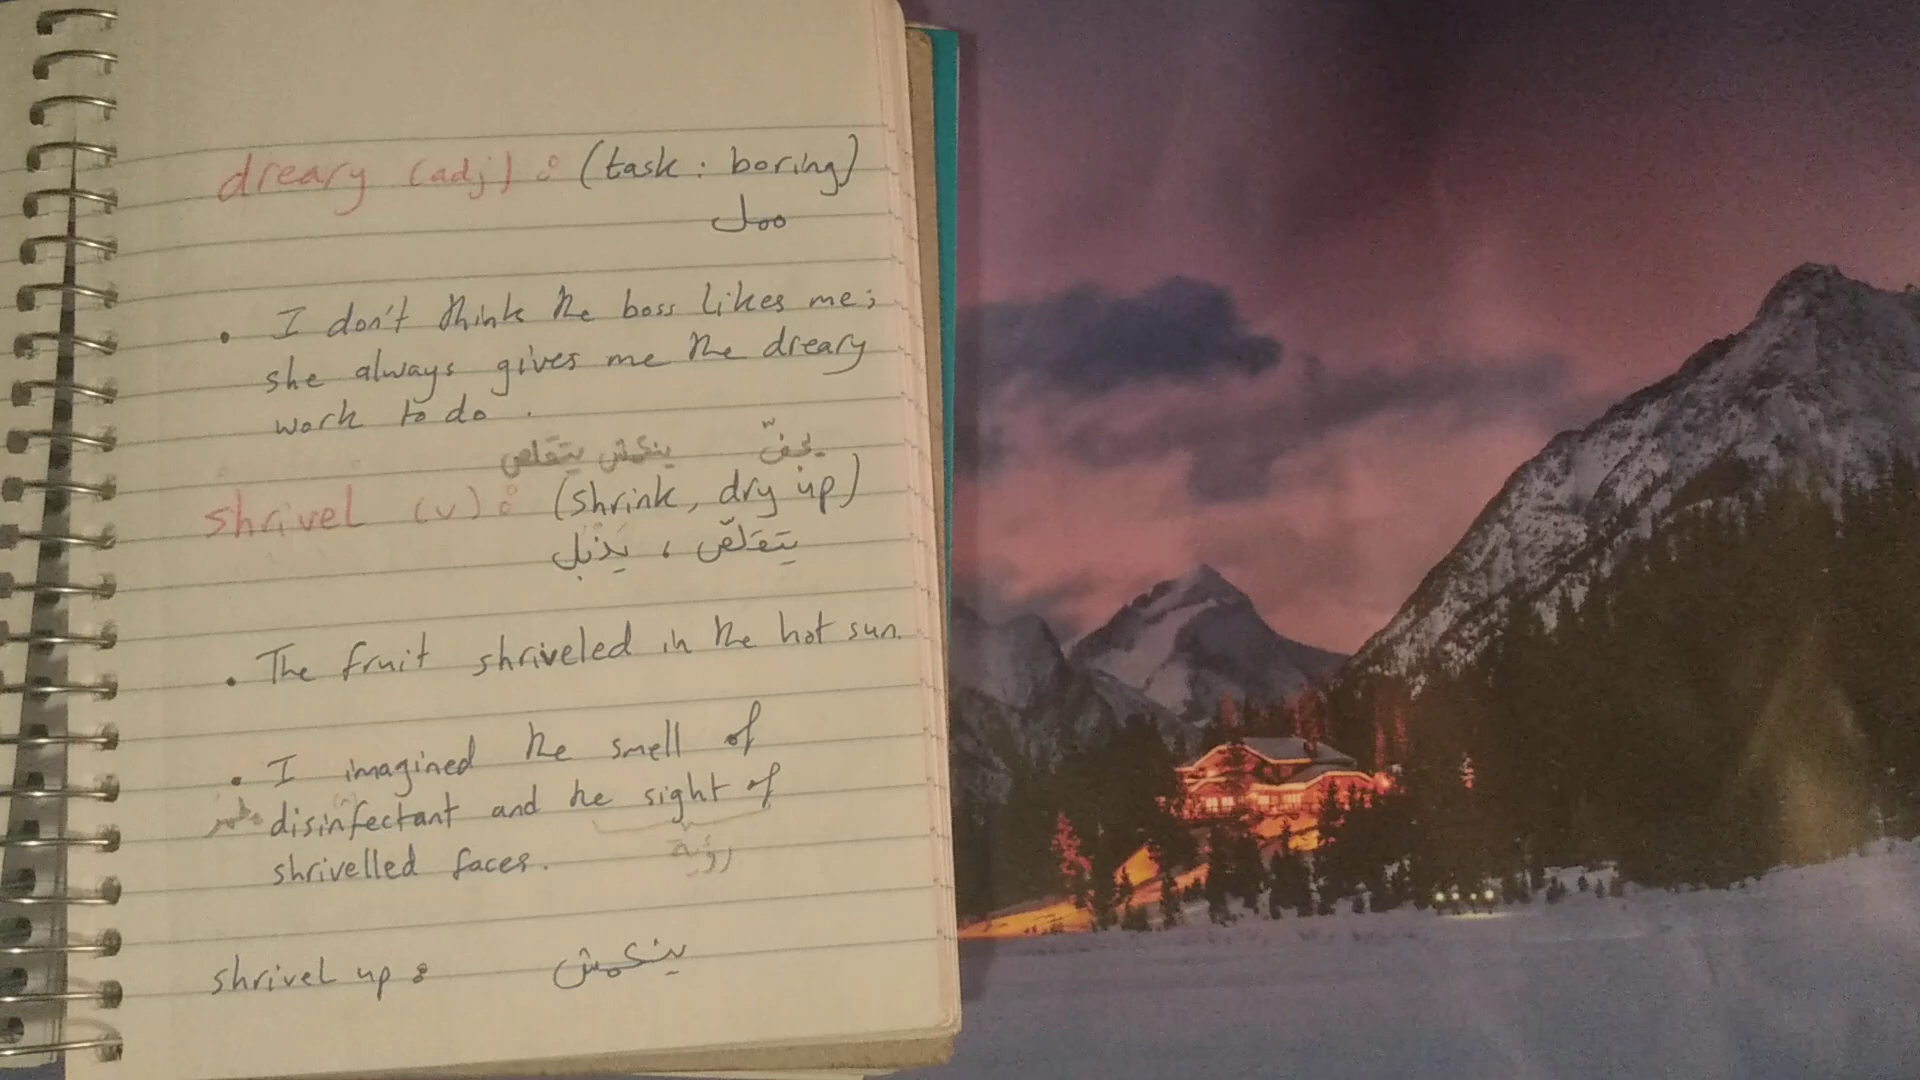 dreary (adj) : (task : boring)
ممل
• I don't think the boss likes me;
she always gives me the dreary
work to do .
يجفّ ينكمش يتقلص
shrivel (v) : (shrink, dry up)
يتقلّص ، يَذْبُل
• The fruit shriveled in the hot sun.
• I imagined the smell of
disinfectant and the sight of
رؤية
shrivelled faces.
shrivel up : ينكمش